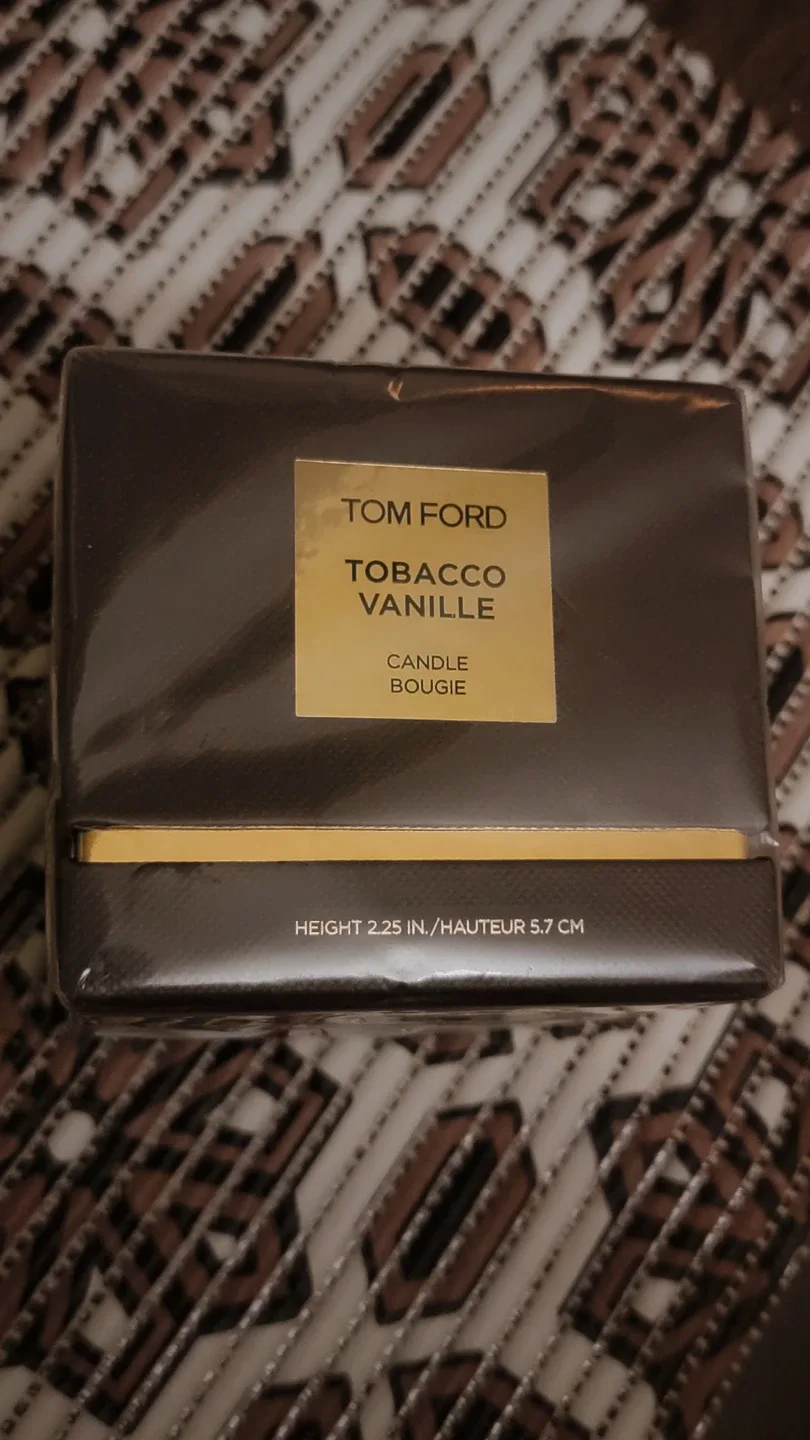 TOM FORD
TOBACCO
VANILLE
CANDLE
BOUGIE
HEIGHT 2.25 IN./HAUTEUR 5.7 CM